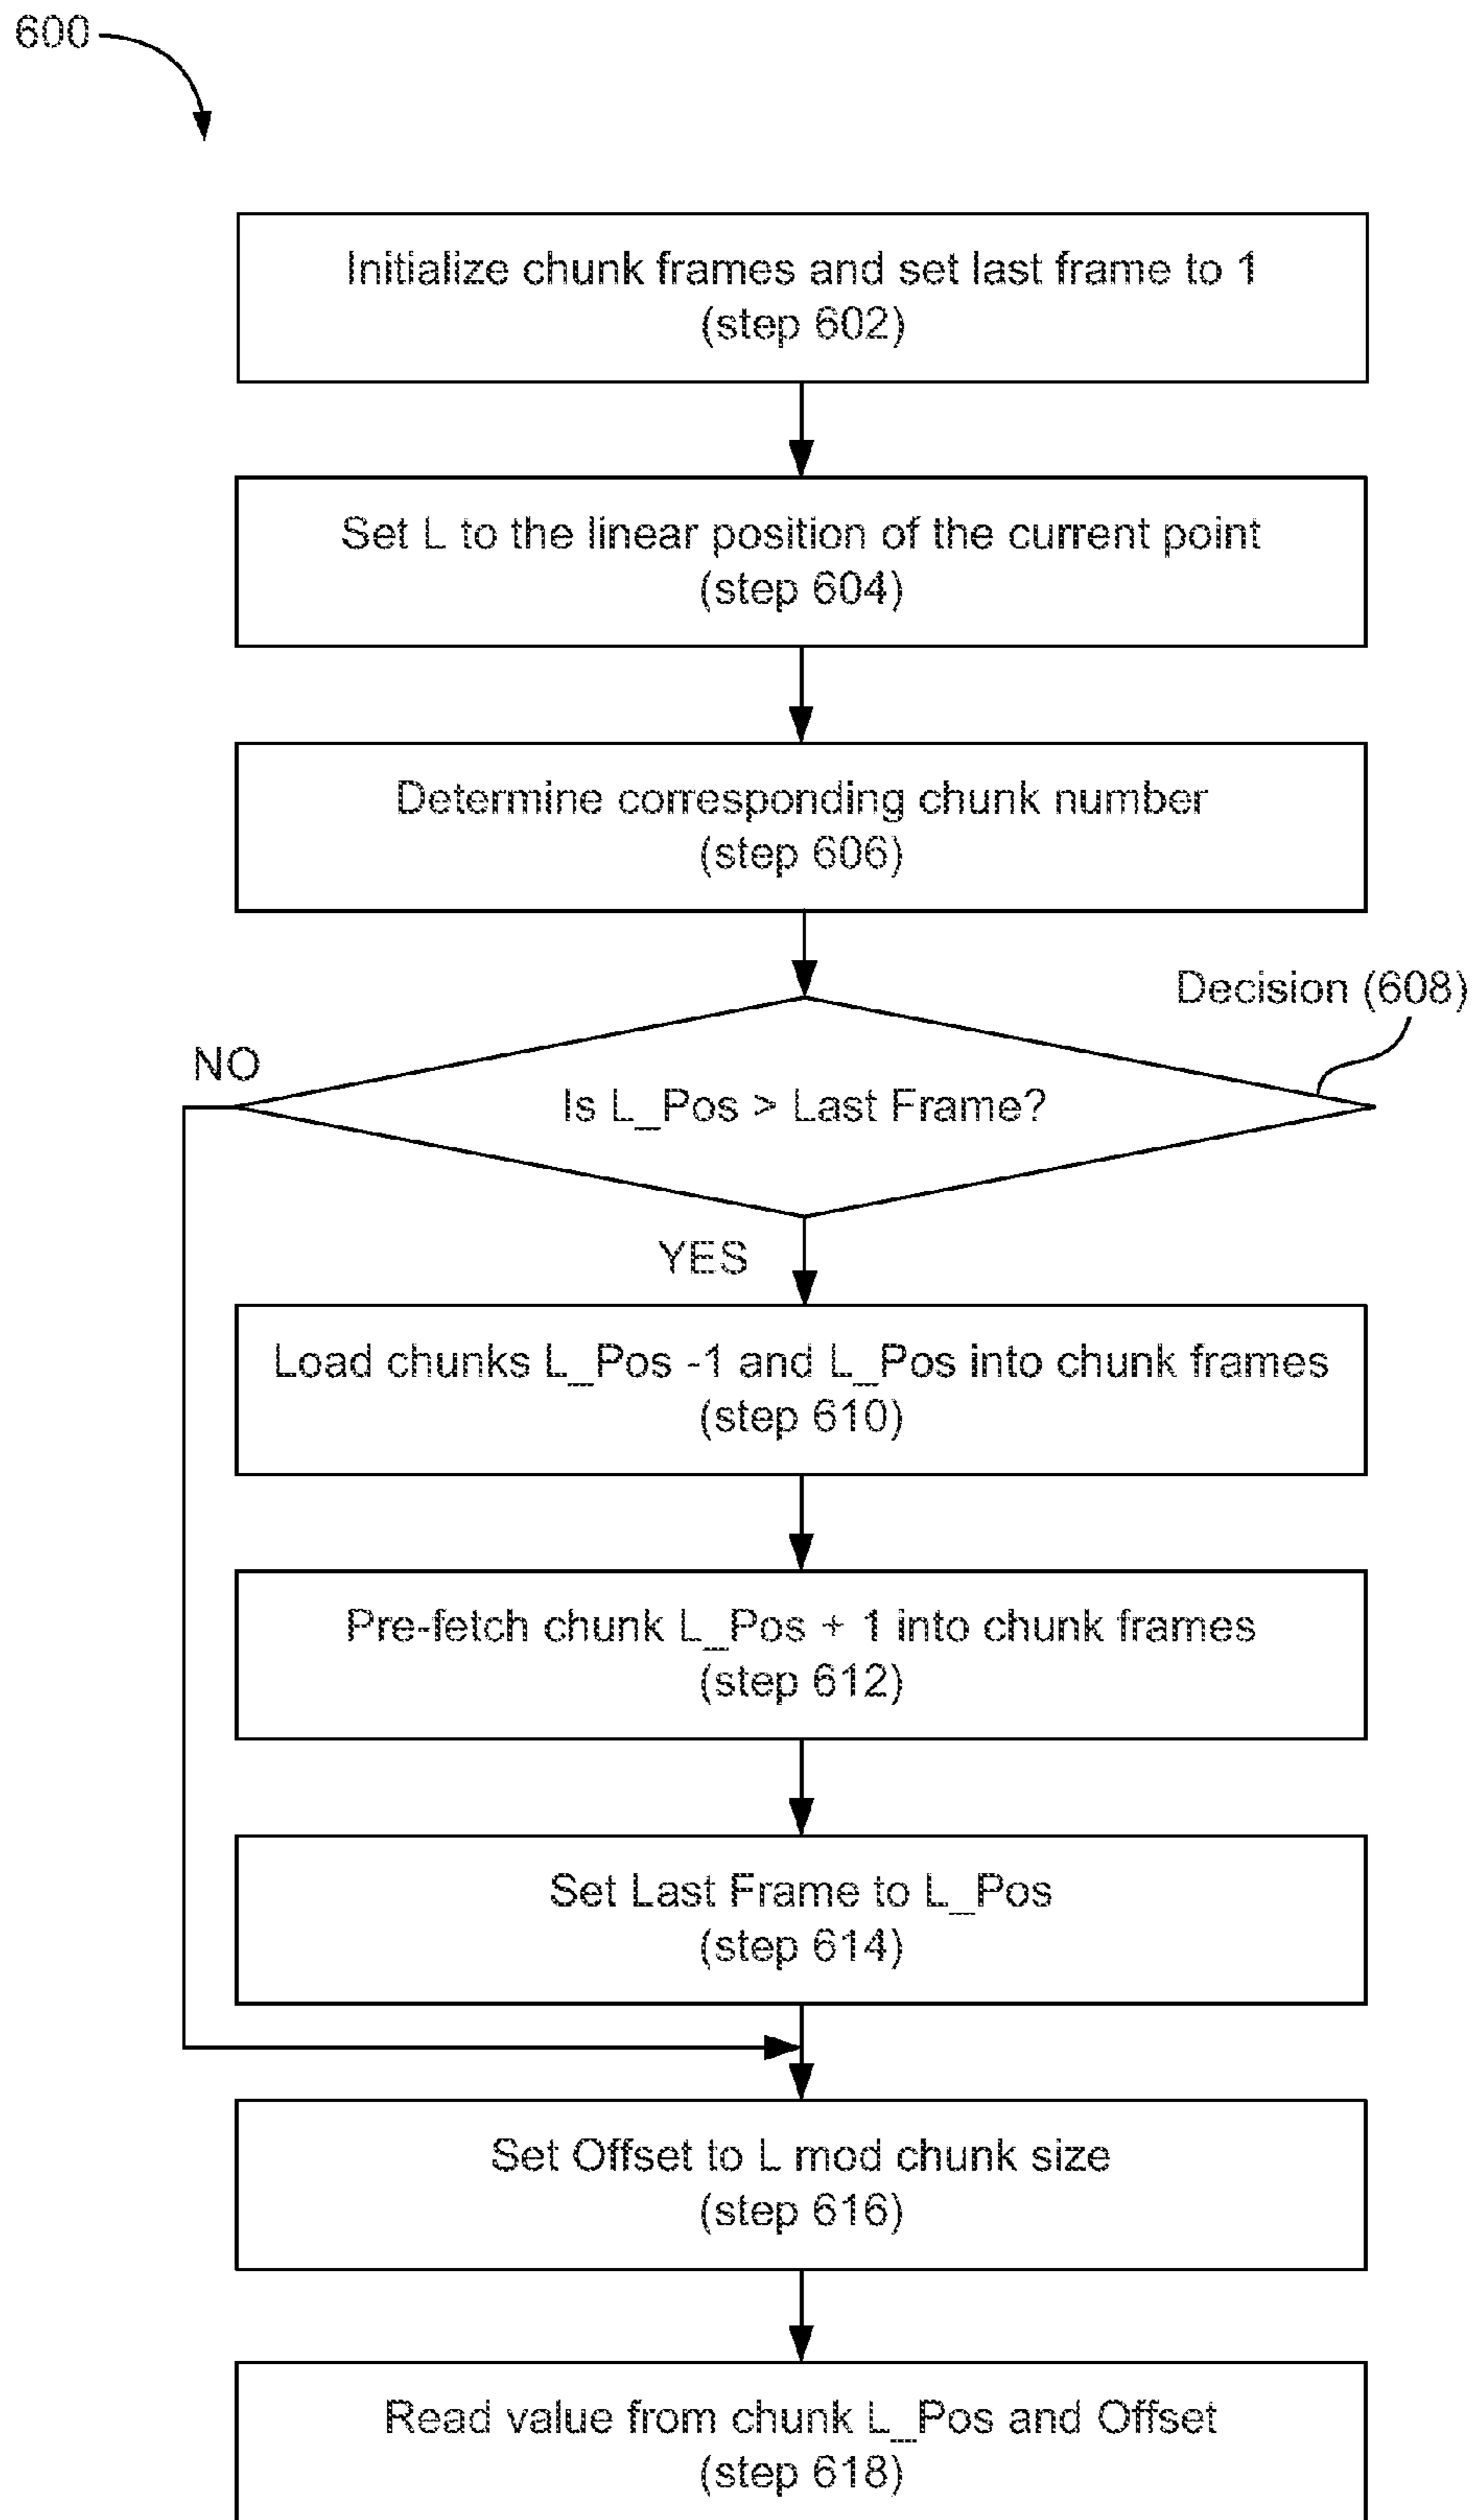 600
Initialize chunk frames and set last frame to 1
(step 602)
Set L to the linear position of the current point
(step 604)
Determine corresponding chunk number
(step 606)
Decision (608)
NO
Is L_Pos > Last Frame?
YES
Load chunks L_Pos -1 and L_Pos into chunk frames
(step 610)
Pre-fetch chunk L_Pos + 1 into chunk frames
(step 612)
Set Last Frame to L_Pos
(step 614)
Set Offset to L mod chunk size
(step 616)
Read value from chunk L_Pos and Offset
(step 618)